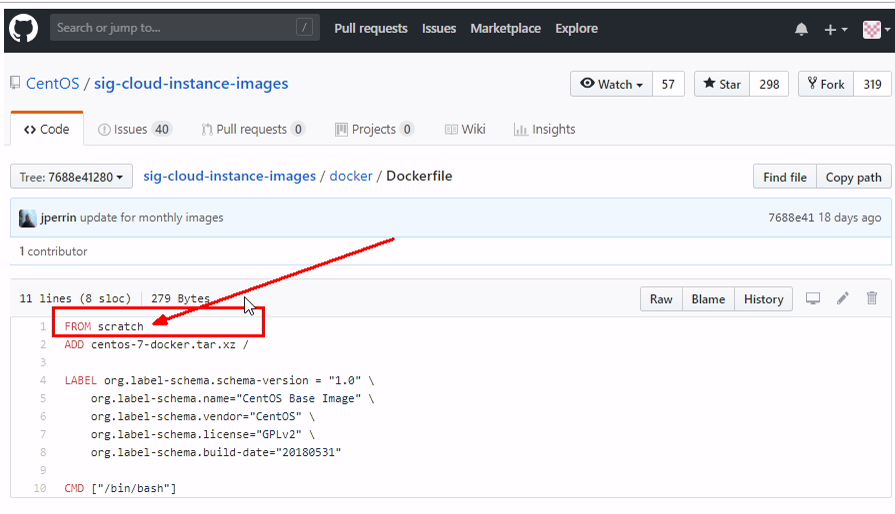 Search or jump to... /
Pull requests Issues Marketplace Explore
CentOS / sig-cloud-instance-images
Watch 57 Star 298 Fork 319
Code Issues 40 Pull requests 0 Projects 0 Wiki Insights
Tree: 7688e41280 sig-cloud-instance-images / docker / Dockerfile Find file Copy path
jperrin update for monthly images 7688e41 18 days ago
1 contributor
11 lines (8 sloc) 279 Bytes Raw Blame History
1 FROM scratch
2 ADD centos-7-docker.tar.xz /
3
4 LABEL org.label-schema.schema-version = "1.0" \
5 org.label-schema.name="CentOS Base Image" \
6 org.label-schema.vendor="CentOS" \
7 org.label-schema.license="GPLv2" \
8 org.label-schema.build-date="20180531"
9
10 CMD ["/bin/bash"]